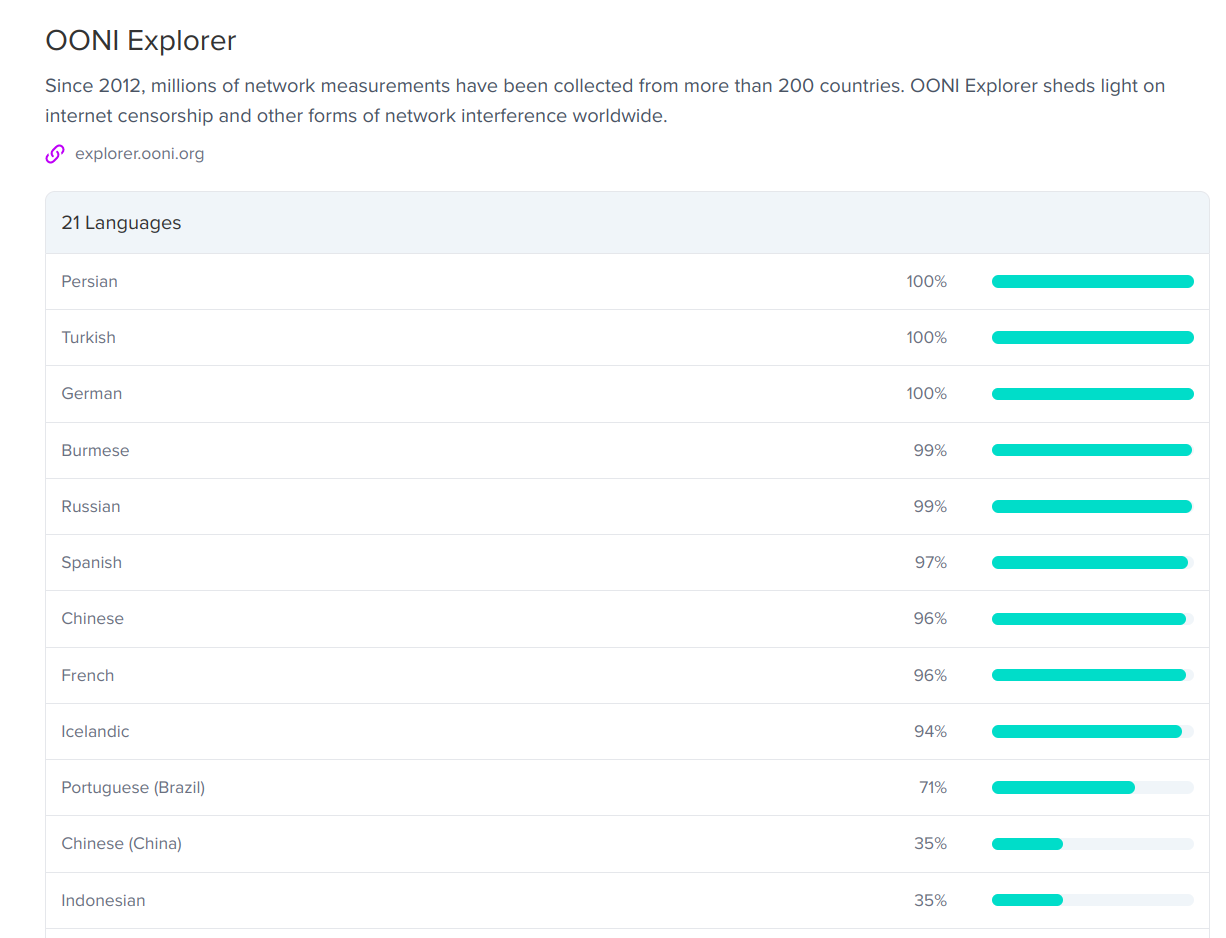 OONI Explorer
Since 2012, millions of network measurements have been collected from more than 200 countries. OONI Explorer sheds light on
internet censorship and other forms of network interference worldwide.
explorer.ooni.org
21 Languages
Persian 100%
Turkish 100%
German 100%
Burmese 99%
Russian 99%
Spanish 97%
Chinese 96%
French 96%
Icelandic 94%
Portuguese (Brazil) 71%
Chinese (China) 35%
Indonesian 35%